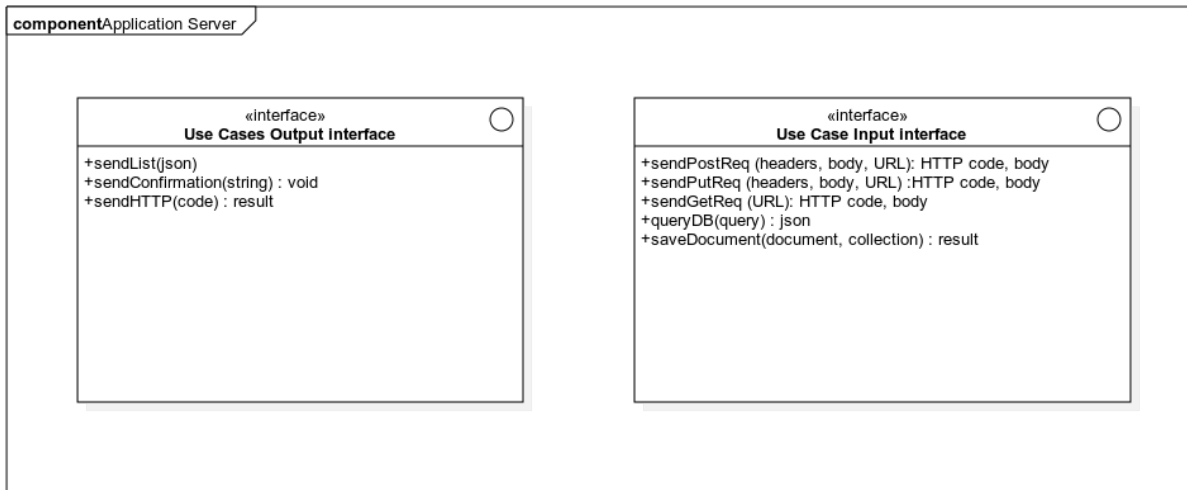 componentApplication Server
«interface»
Use Cases Output interface
+sendList(json)
+sendConfirmation(string) : void
+sendHTTP(code) : result
«interface»
Use Case Input interface
+sendPostReq (headers, body, URL): HTTP code, body
+sendPutReq (headers, body, URL) :HTTP code, body
+sendGetReq (URL): HTTP code, body
+queryDB(query) : json
+saveDocument(document, collection) : result